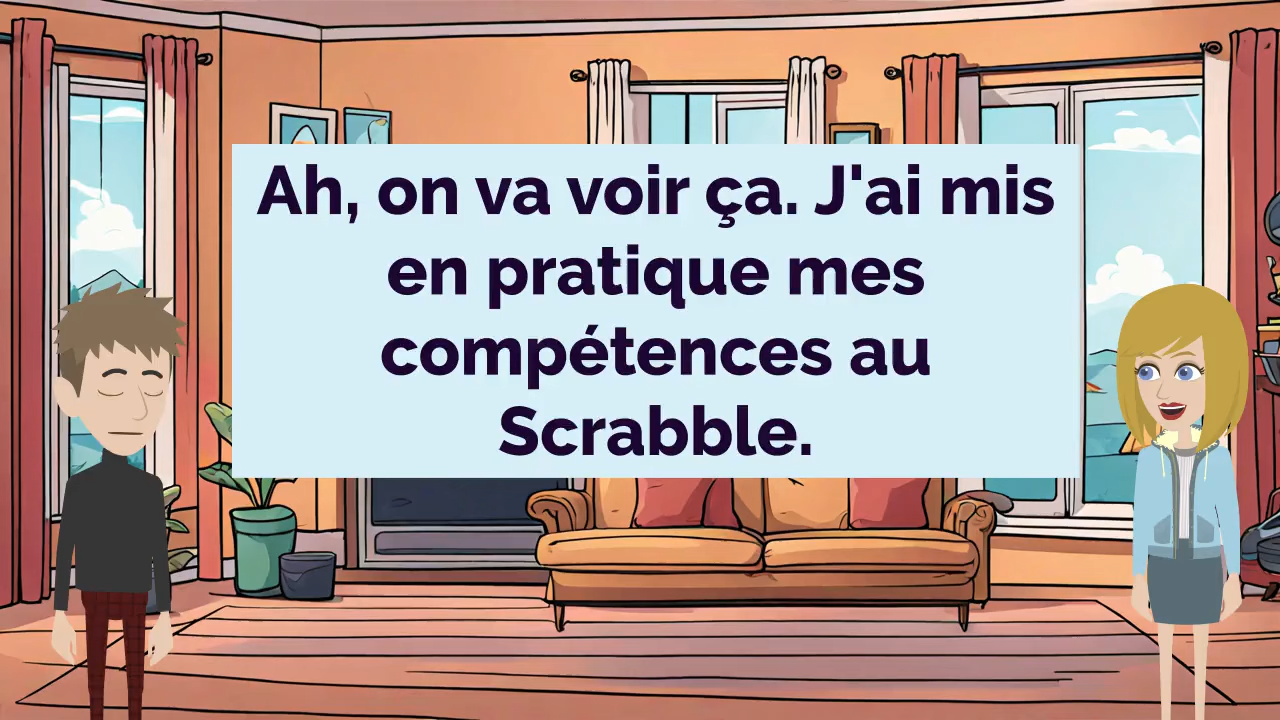 Ah, on va voir ça. J'ai mis
en pratique mes
compétences au
Scrabble.